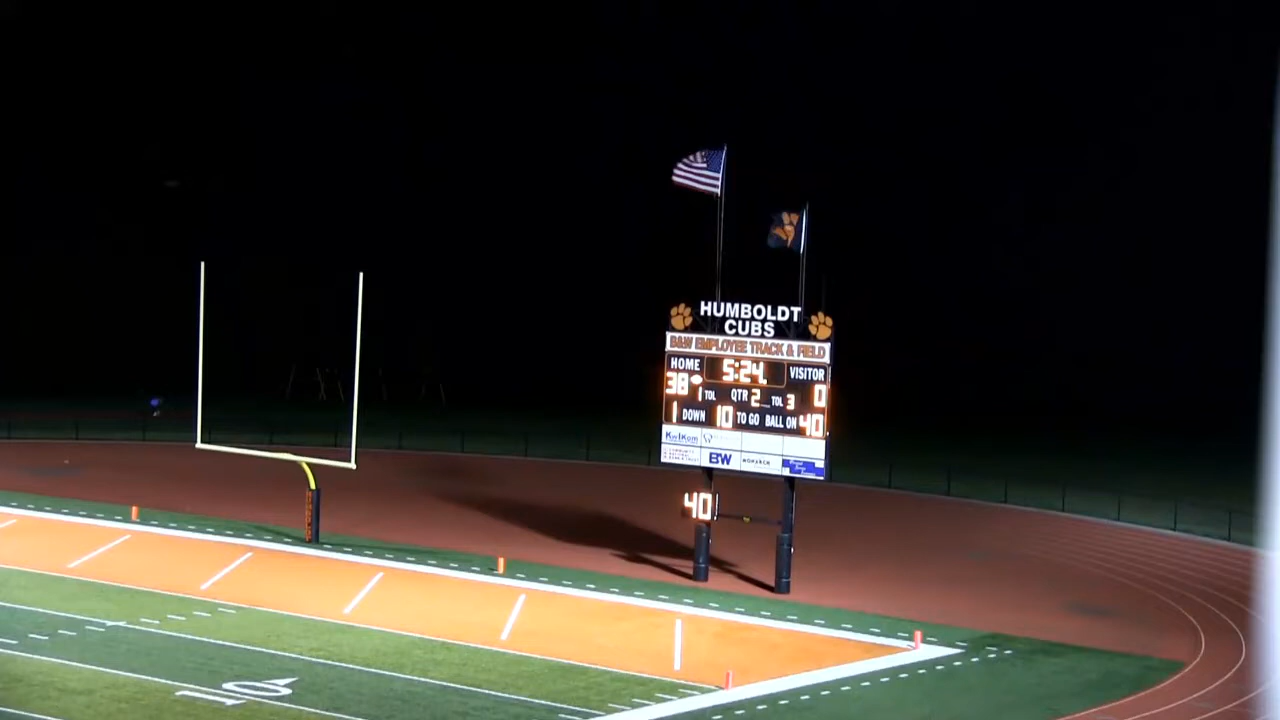 HUMBOLDT
CUBS
B&W EMPLOYEE TRACK & FIELD
HOME 5:24 VISITOR
38 1 TOL QTR 2 TOL 3 0
1 DOWN 10 TO GO BALL ON 40
BW
40
10